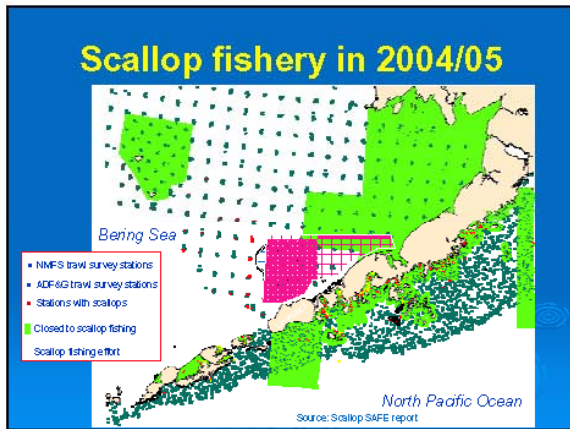 Scallop fishery in 2004/05
Bering Sea
NMFS trawl survey stations
ADF&G trawl survey stations
Stations with scallops
Closed to scallop fishing
Scallop fishing effort
North Pacific Ocean
Source: Scallop SAFE report